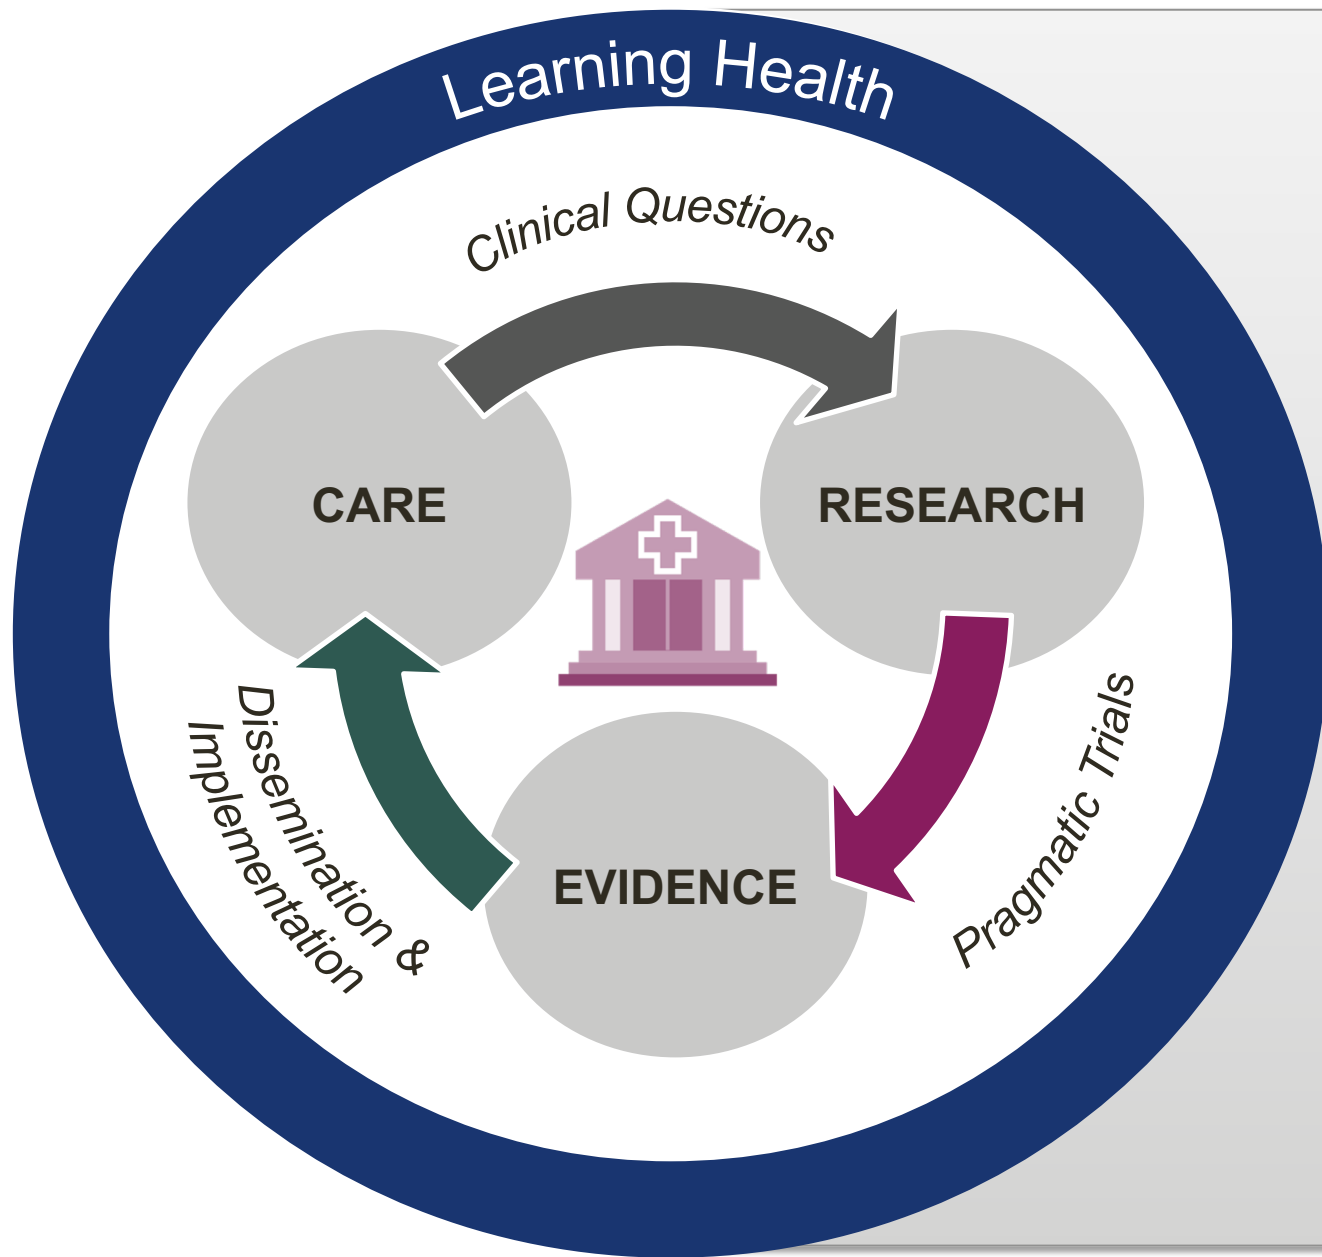 Learning Health
Clinical Questions
CARE
RESEARCH
Dissemination &
Implementation
Pragmatic Trials
EVIDENCE